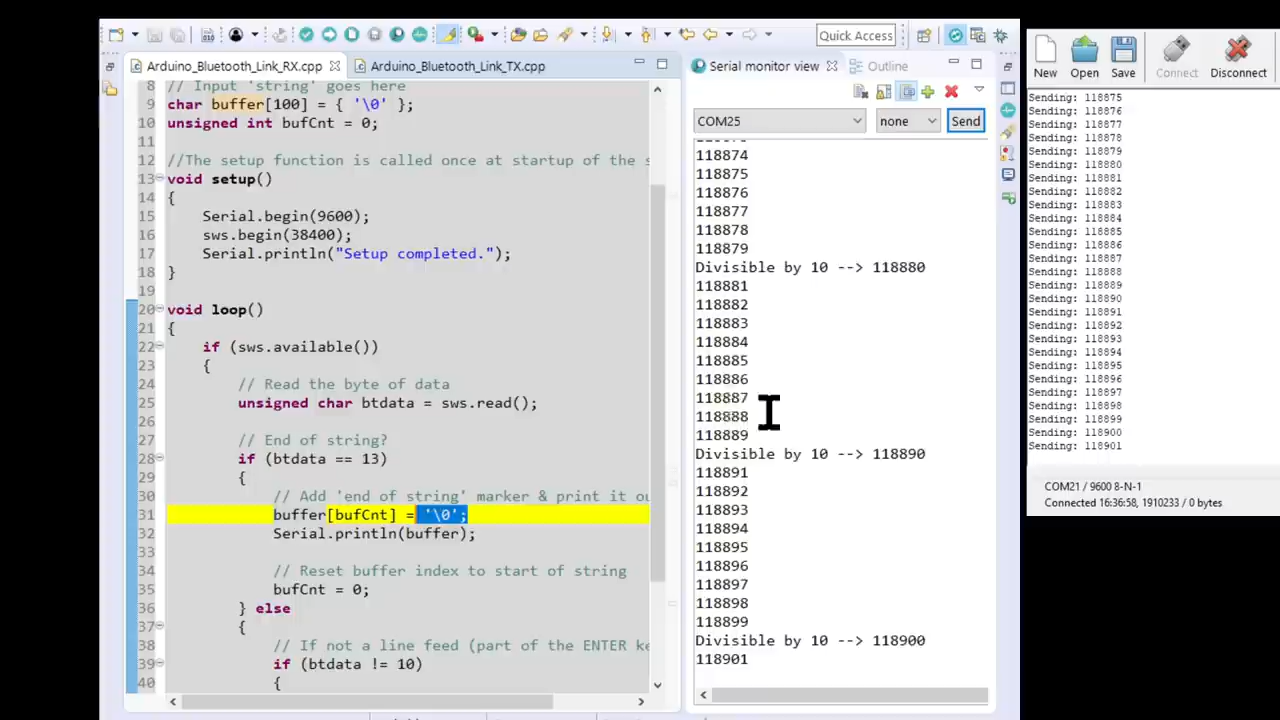 Quick Access
Arduino_Bluetooth_Link_RX.cpp
Arduino_Bluetooth_Link_TX.cpp
8 // Input 'string' goes here
9 char buffer[100] = { '\0' };
10 unsigned int bufCnt = 0;
11
12 //The setup function is called once at startup of the s
13 void setup()
14 {
15 Serial.begin(9600);
16 sws.begin(38400);
17 Serial.println("Setup completed.");
18 }
19
20 void loop()
21 {
22 if (sws.available())
23 {
24 // Read the byte of data
25 unsigned char btdata = sws.read();
26
27 // End of string?
28 if (btdata == 13)
29 {
30 // Add 'end of string' marker & print it ou
31 buffer[bufCnt] = '\0';
32 Serial.println(buffer);
33
34 // Reset buffer index to start of string
35 bufCnt = 0;
36 } else
37 {
38 // If not a line feed (part of the ENTER ke
39 if (btdata != 10)
40 {
Serial monitor view
Outline
COM25
none
Send
118874
118875
118876
118877
118878
118879
Divisible by 10 --> 118880
118881
118882
118883
118884
118885
118886
118887
118888
118889
Divisible by 10 --> 118890
118891
118892
118893
118894
118895
118896
118897
118898
118899
Divisible by 10 --> 118900
118901
New
Open
Save
Connect
Disconnect
Sending: 118875
Sending: 118876
Sending: 118877
Sending: 118878
Sending: 118879
Sending: 118880
Sending: 118881
Sending: 118882
Sending: 118883
Sending: 118884
Sending: 118885
Sending: 118886
Sending: 118887
Sending: 118888
Sending: 118889
Sending: 118890
Sending: 118891
Sending: 118892
Sending: 118893
Sending: 118894
Sending: 118895
Sending: 118896
Sending: 118897
Sending: 118898
Sending: 118899
Sending: 118900
Sending: 118901
COM21 / 9600 8-N-1
Connected 16:36:58, 1910233 / 0 bytes